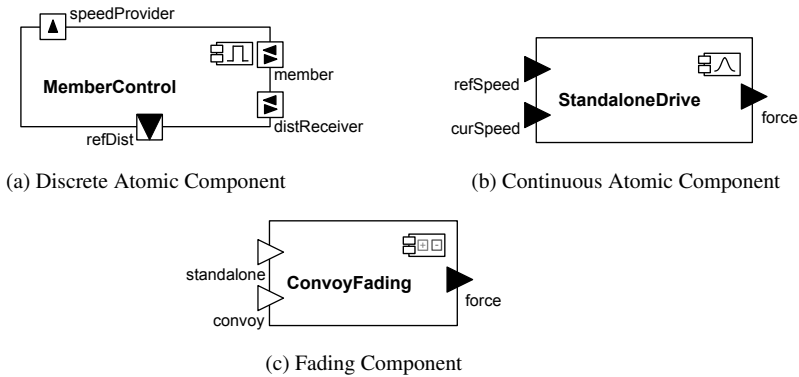 speedProvider
MemberControl
member
refDist
distReceiver
refSpeed
StandaloneDrive
curSpeed
force
(a) Discrete Atomic Component
(b) Continuous Atomic Component
standalone
ConvoyFading
convoy
force
(c) Fading Component